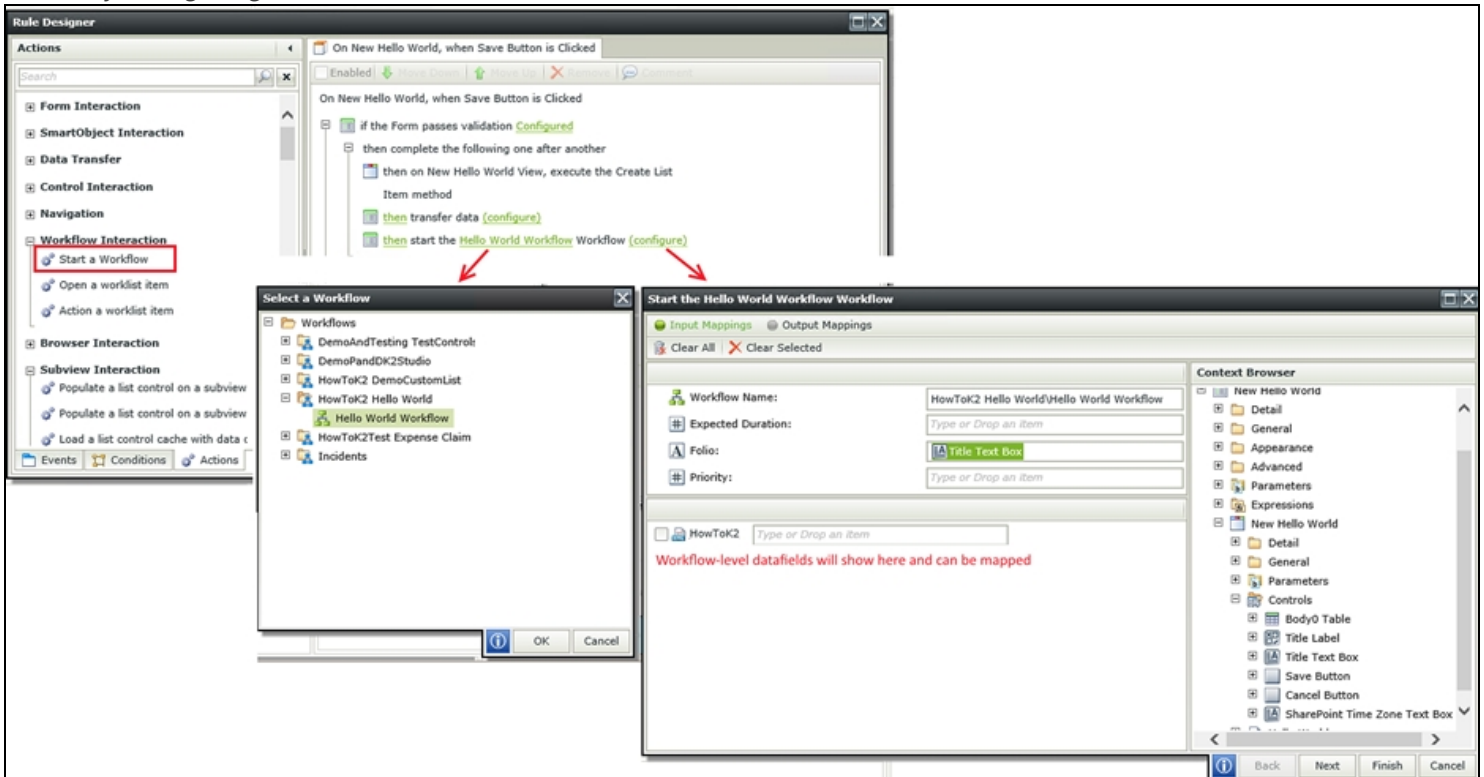 Rule Designer
Actions
Search
Form Interaction
SmartObject Interaction
Data Transfer
Control Interaction
Navigation
Workflow Interaction
Start a Workflow
Open a worklist item
Action a worklist item
Browser Interaction
Subview Interaction
Populate a list control on a subview
Populate a list control on a subview
Load a list control cache with data
Events Conditions Actions
On New Hello World, when Save Button is Clicked
Enabled Move Down Move Up Remove Comment
On New Hello World, when Save Button is Clicked
if the Form passes validation Configured
then complete the following one after another
then on New Hello World View, execute the Create List
Item method
then transfer data (configure)
then start the Hello World Workflow Workflow (configure)
Select a Workflow
Workflows
DemoAndTesting TestControls
DemoPandDK2Studio
HowToK2 DemoCustomList
HowToK2 Hello World
Hello World Workflow
HowToK2Test Expense Claim
Incidents
OK Cancel
Start the Hello World Workflow Workflow
Input Mappings Output Mappings
Clear All Clear Selected
Workflow Name: HowToK2 Hello World\Hello World Workflow
Expected Duration: Type or Drop an item
Folio: Title Text Box
Priority: Type or Drop an item
HowToK2 Type or Drop an item
Workflow-level datafields will show here and can be mapped
Context Browser
New Hello World
Detail
General
Appearance
Advanced
Parameters
Expressions
New Hello World
Detail
General
Parameters
Controls
Body0 Table
Title Label
Title Text Box
Save Button
Cancel Button
SharePoint Time Zone Text Box
Back Next Finish Cancel